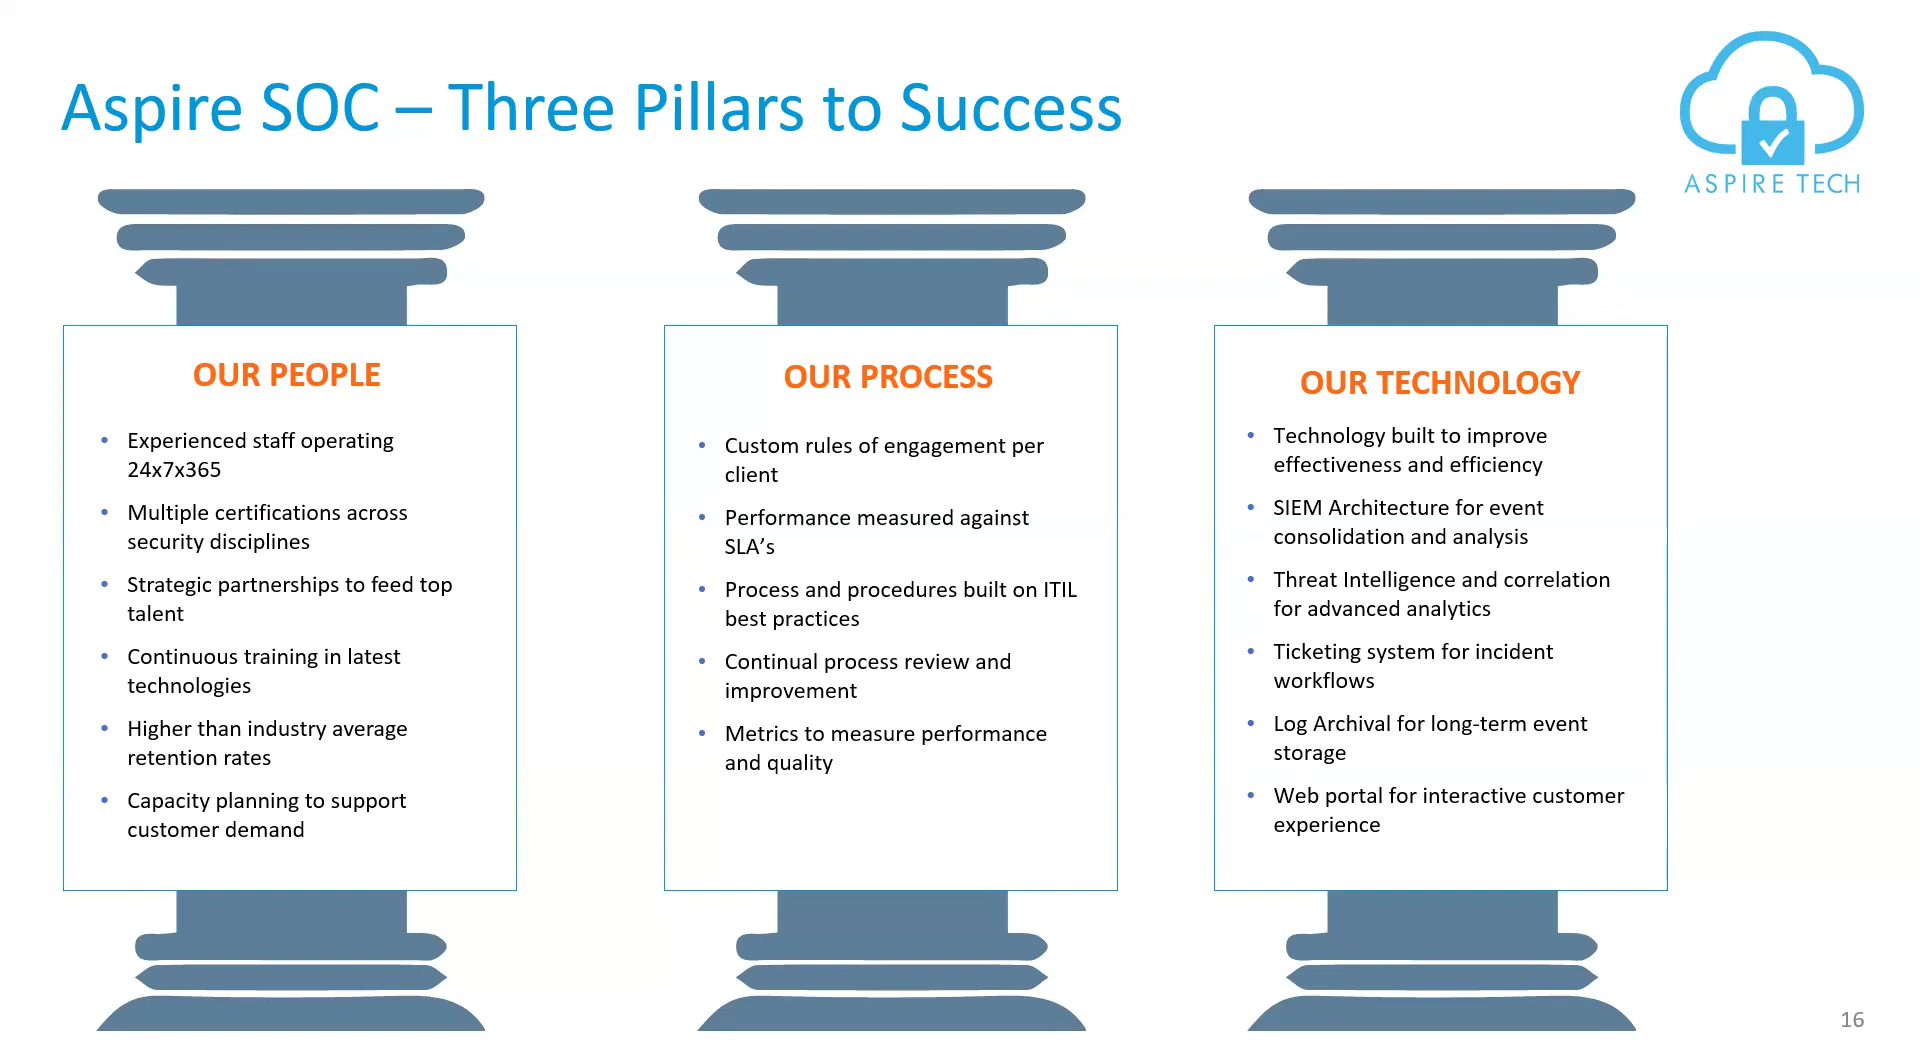 Aspire SOC – Three Pillars to Success
ASPIRE TECH
OUR PEOPLE
• Experienced staff operating
24x7x365
• Multiple certifications across
security disciplines
• Strategic partnerships to feed top
talent
• Continuous training in latest
technologies
• Higher than industry average
retention rates
• Capacity planning to support
customer demand
OUR PROCESS
• Custom rules of engagement per
client
• Performance measured against
SLA’s
• Process and procedures built on ITIL
best practices
• Continual process review and
improvement
• Metrics to measure performance
and quality
OUR TECHNOLOGY
• Technology built to improve
effectiveness and efficiency
• SIEM Architecture for event
consolidation and analysis
• Threat Intelligence and correlation
for advanced analytics
• Ticketing system for incident
workflows
• Log Archival for long-term event
storage
• Web portal for interactive customer
experience
16